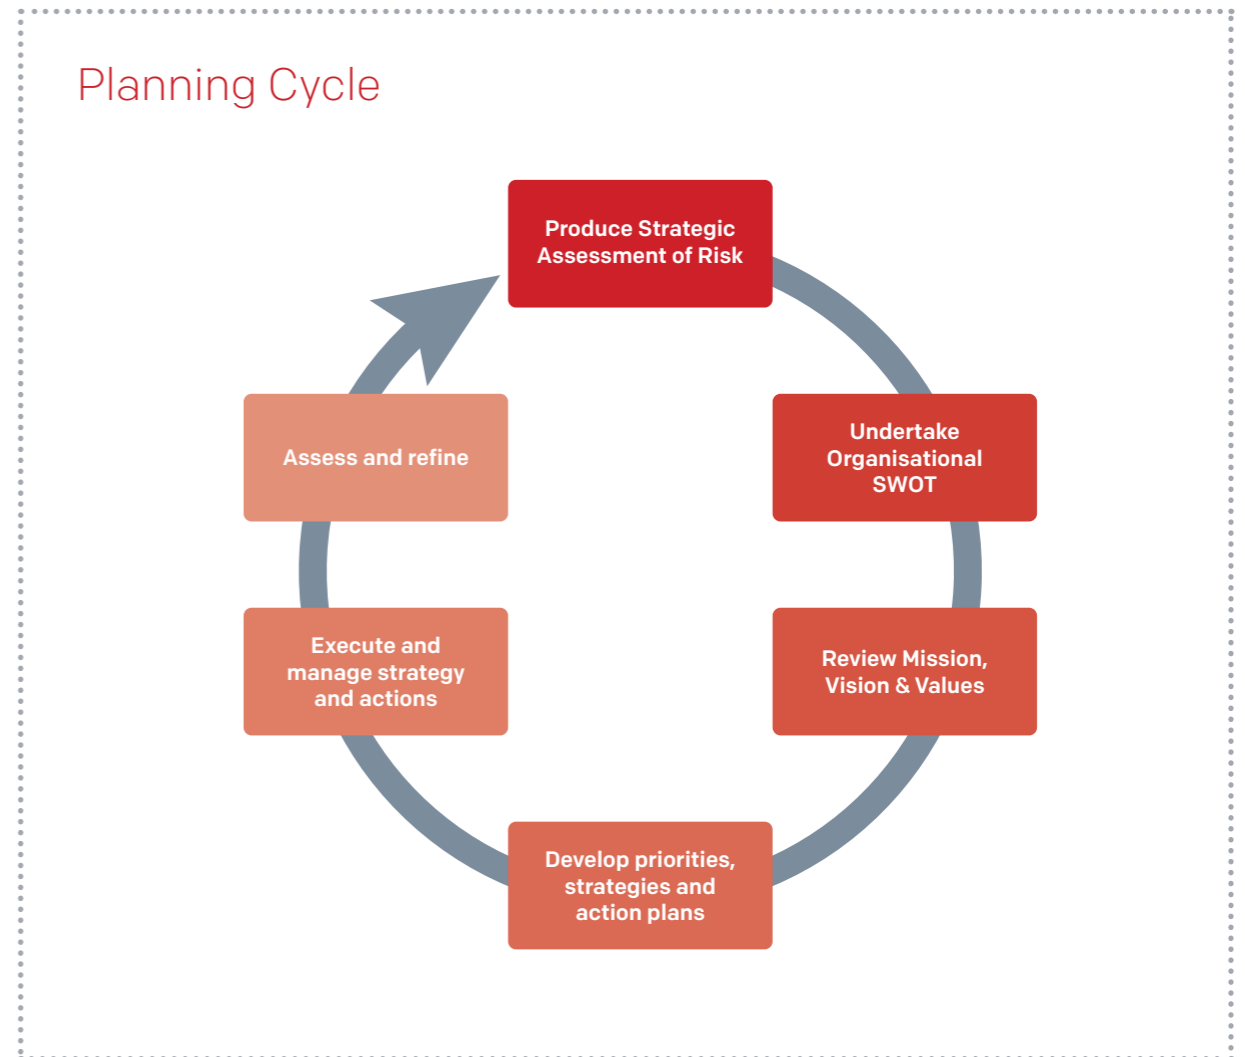 Planning Cycle
Produce Strategic
Assessment of Risk
Undertake
Organisational
SWOT
Review Mission,
Vision & Values
Develop priorities,
strategies and
action plans
Execute and
manage strategy
and actions
Assess and refine